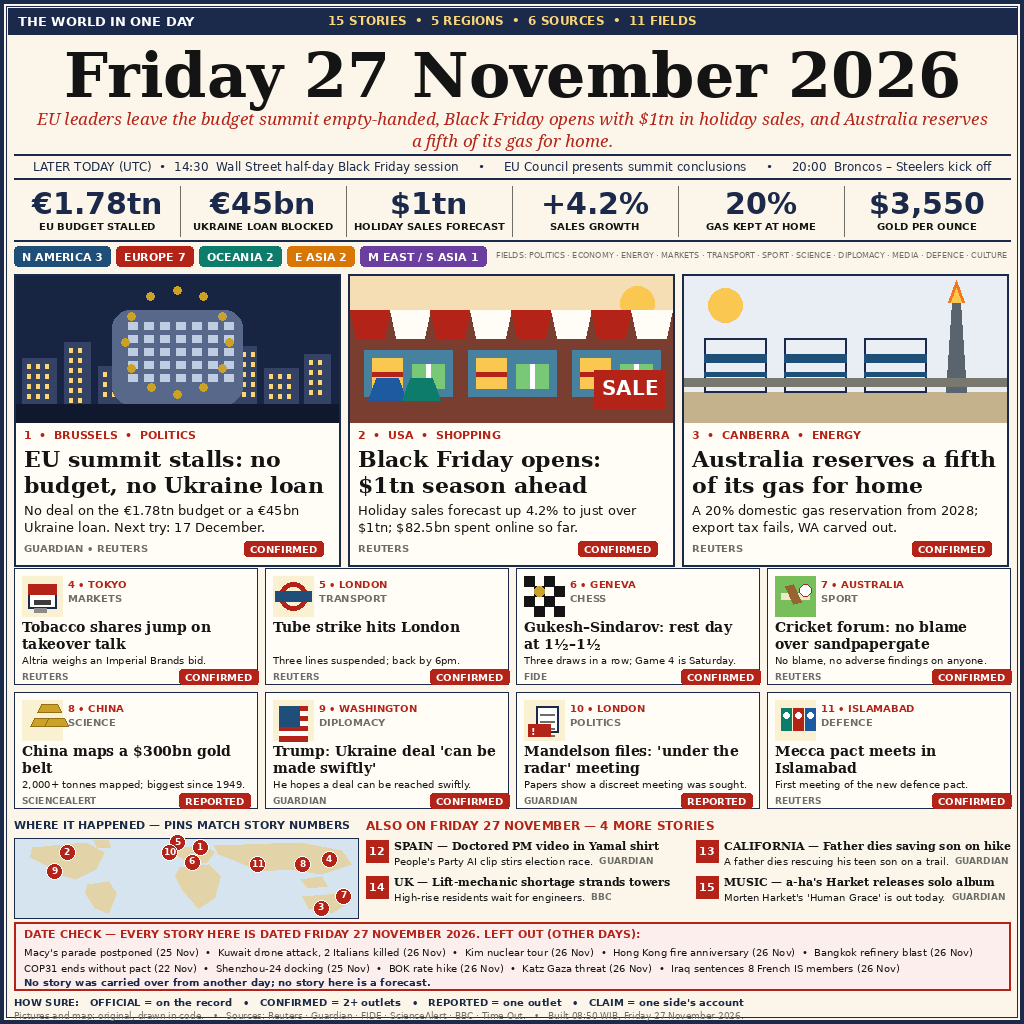 THE WORLD IN ONE DAY
15 STORIES • 5 REGIONS • 6 SOURCES • 11 FIELDS
Friday 27 November 2026
EU leaders leave the budget summit empty-handed, Black Friday opens with $1tn in holiday sales, and Australia reserves
a fifth of its gas for home.
LATER TODAY (UTC) • 14:30 Wall Street half-day Black Friday session • EU Council presents summit conclusions • 20:00 Broncos – Steelers kick off
€1.78tn
EU BUDGET STALLED
€45bn
UKRAINE LOAN BLOCKED
$1tn
HOLIDAY SALES FORECAST
+4.2%
SALES GROWTH
20%
GAS KEPT AT HOME
$3,550
GOLD PER OUNCE
N AMERICA 3
EUROPE 7
OCEANIA 2
E ASIA 2
M EAST / S ASIA 1
FIELDS: POLITICS · ECONOMY · ENERGY · MARKETS · TRANSPORT · SPORT · SCIENCE · DIPLOMACY · MEDIA · DEFENCE · CULTURE
1 • BRUSSELS • POLITICS
EU summit stalls: no
budget, no Ukraine loan
No deal on the €1.78tn budget or a €45bn
Ukraine loan. Next try: 17 December.
GUARDIAN • REUTERS
CONFIRMED
SALE
2 • USA • SHOPPING
Black Friday opens:
$1tn season ahead
Holiday sales forecast up 4.2% to just over
$1tn; $82.5bn spent online so far.
REUTERS
CONFIRMED
3 • CANBERRA • ENERGY
Australia reserves a fifth
of its gas for home
A 20% domestic gas reservation from 2028;
export tax fails, WA carved out.
REUTERS
CONFIRMED
4 • TOKYO
MARKETS
Tobacco shares jump on
takeover talk
Altria weighs an Imperial Brands bid.
REUTERS
CONFIRMED
5 • LONDON
TRANSPORT
Tube strike hits London
Three lines suspended; back by 6pm.
REUTERS
CONFIRMED
6 • GENEVA
CHESS
Gukesh–Sindarov: rest day
at 1½–1½
Three draws in a row; Game 4 is Saturday.
FIDE
CONFIRMED
7 • AUSTRALIA
SPORT
Cricket forum: no blame
over sandpapergate
No blame, no adverse findings on anyone.
REUTERS
CONFIRMED
8 • CHINA
SCIENCE
China maps a $300bn gold
belt
2,000+ tonnes mapped; biggest since 1949.
SCIENCEALERT
REPORTED
9 • WASHINGTON
DIPLOMACY
Trump: Ukraine deal 'can be
made swiftly'
He hopes a deal can be reached swiftly.
GUARDIAN
CONFIRMED
!
10 • LONDON
POLITICS
Mandelson files: 'under the
radar' meeting
Papers show a discreet meeting was sought.
GUARDIAN
REPORTED
11 • ISLAMABAD
DEFENCE
Mecca pact meets in
Islamabad
First meeting of the new defence pact.
REUTERS
CONFIRMED
WHERE IT HAPPENED — PINS MATCH STORY NUMBERS
2
9
5
10
1
6
11
8
4
7
3
ALSO ON FRIDAY 27 NOVEMBER — 4 MORE STORIES
12 SPAIN — Doctored PM video in Yamal shirt
People's Party AI clip stirs election race. GUARDIAN
13 CALIFORNIA — Father dies saving son on hike
A father dies rescuing his teen son on a trail. GUARDIAN
14 UK — Lift-mechanic shortage strands towers
High-rise residents wait for engineers. BBC
15 MUSIC — a-ha's Harket releases solo album
Morten Harket's 'Human Grace' is out today. GUARDIAN
DATE CHECK — EVERY STORY HERE IS DATED FRIDAY 27 NOVEMBER 2026. LEFT OUT (OTHER DAYS):
Macy's parade postponed (25 Nov) • Kuwait drone attack, 2 Italians killed (26 Nov) • Kim nuclear tour (26 Nov) • Hong Kong fire anniversary (26 Nov) • Bangkok refinery blast (26 Nov)
COP31 ends without pact (22 Nov) • Shenzhou-24 docking (25 Nov) • BOK rate hike (26 Nov) • Katz Gaza threat (26 Nov) • Iraq sentences 8 French IS members (26 Nov)
No story was carried over from another day; no story here is a forecast.
HOW SURE: OFFICIAL = on the record • CONFIRMED = 2+ outlets • REPORTED = one outlet • CLAIM = one side's account
Pictures and map: original, drawn in code. • Sources: Reuters · Guardian · FIDE · ScienceAlert · BBC · Time Out. • Built 08:50 WIB, Friday 27 November 2026.